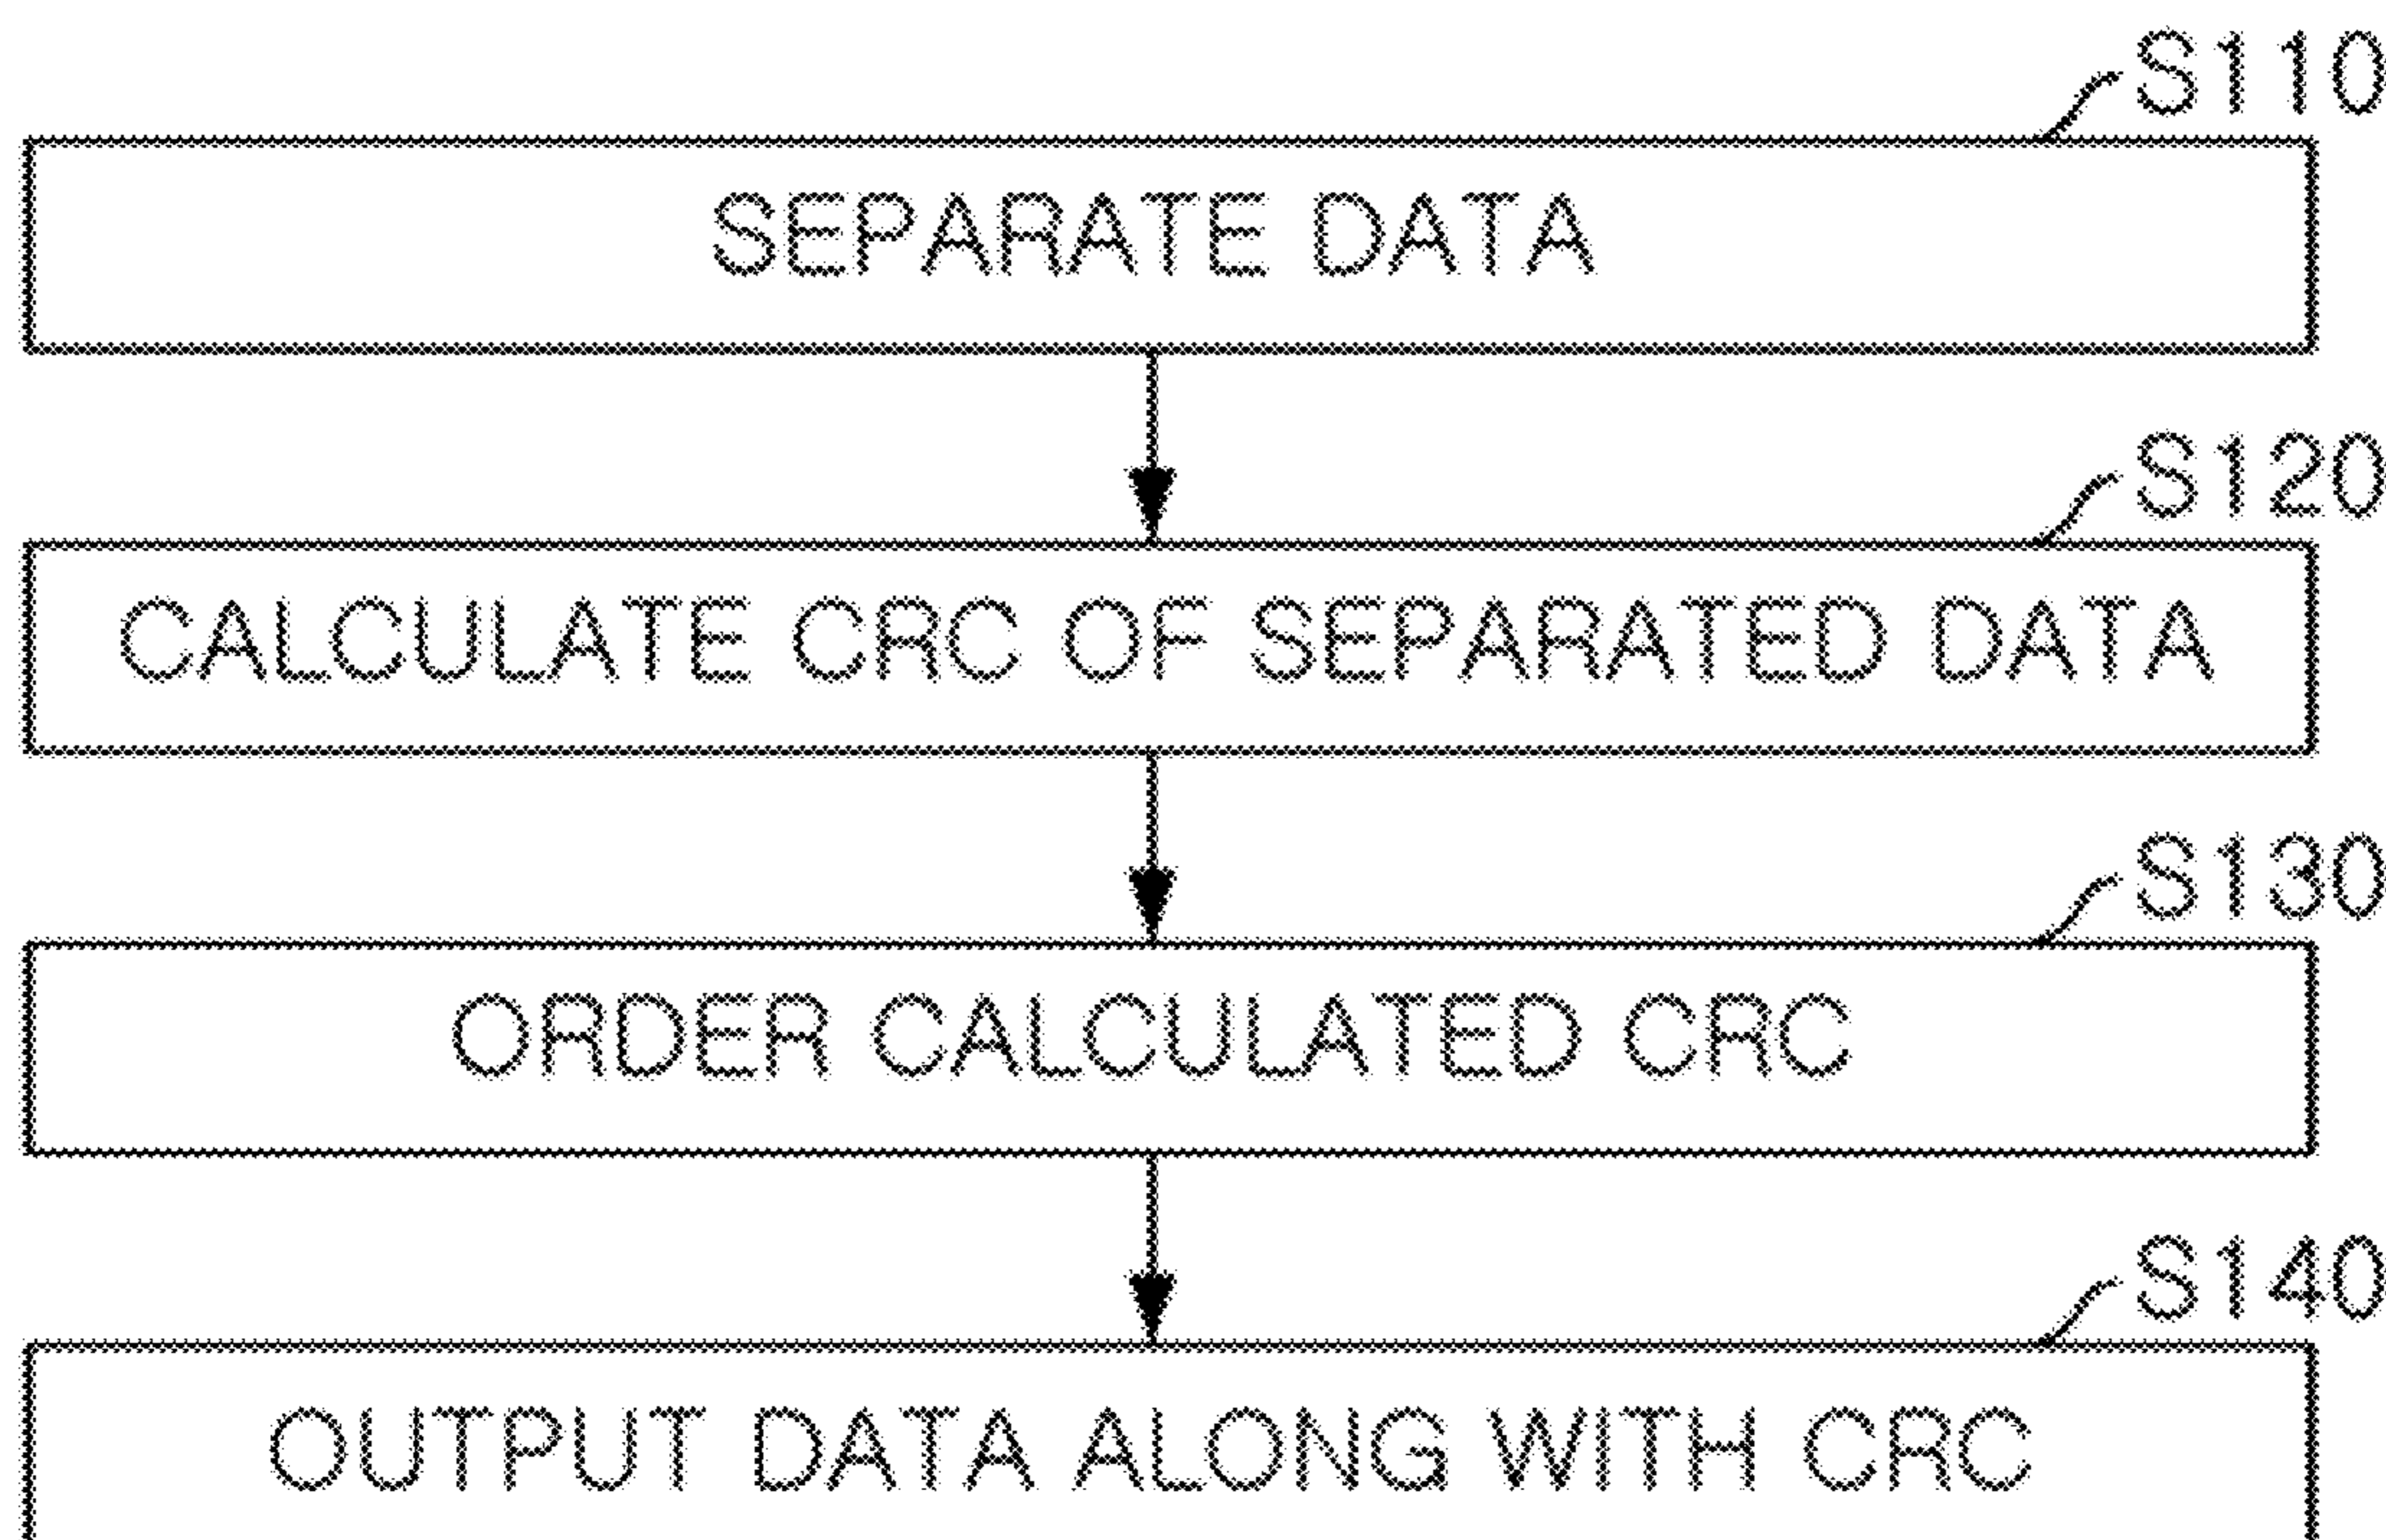 S110
SEPARATE DATA
S120
CALCULATE CRC OF SEPARATED DATA
S130
ORDER CALCULATED CRC
S140
OUTPUT DATA ALONG WITH CRC